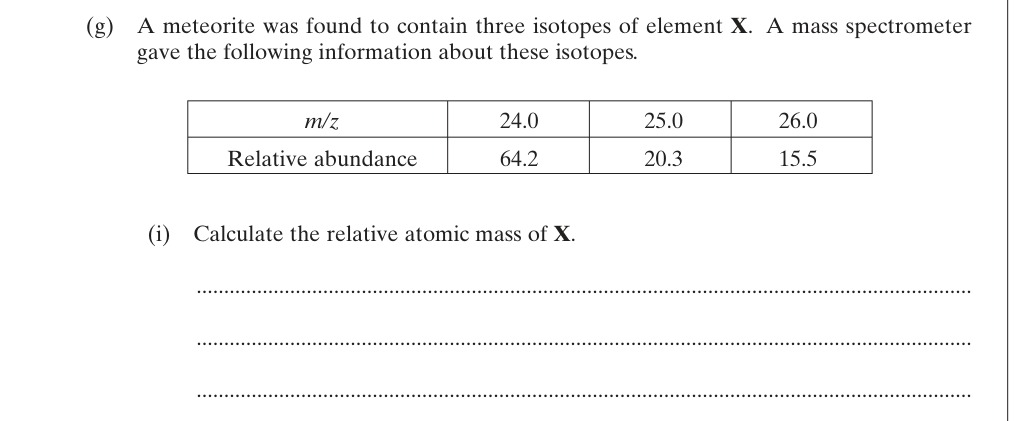 (g) A meteorite was found to contain three isotopes of element X. A mass spectrometer
gave the following information about these isotopes.
m/z 24.0 25.0 26.0
Relative abundance 64.2 20.3 15.5
(i) Calculate the relative atomic mass of X.